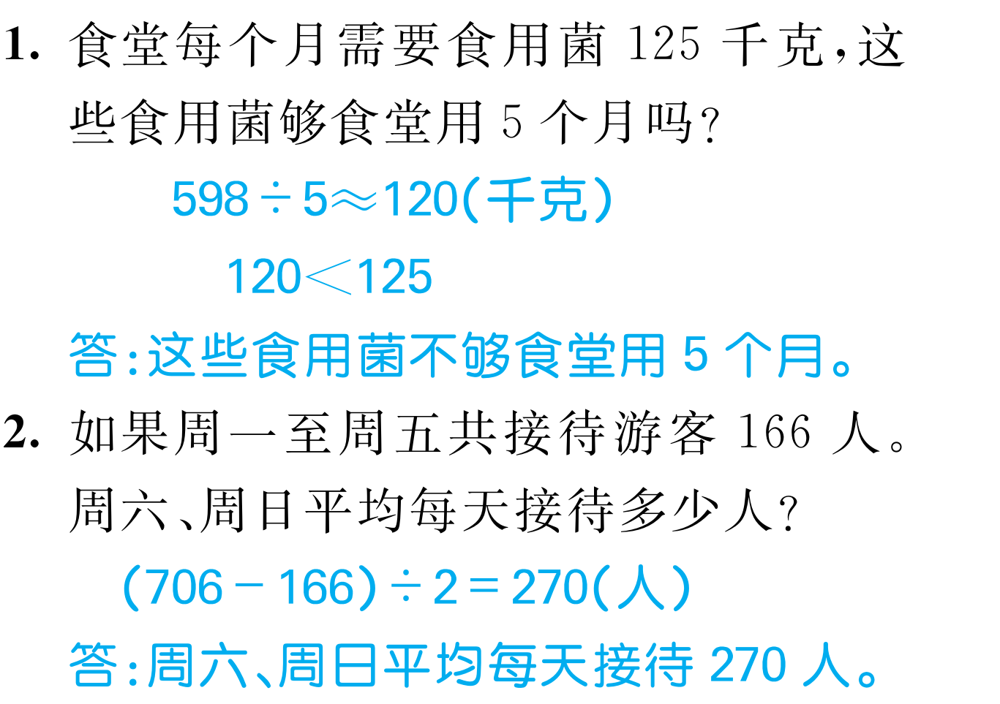 1. 食堂每个月需要食用菌 125 千克,这
些食用菌够食堂用 5 个月吗?
598÷5≈120(千克)
120<125
答:这些食用菌不够食堂用 5 个月。
2. 如果周一至周五共接待游客 166 人。
周六、周日平均每天接待多少人?
(706-166)÷2=270(人)
答:周六、周日平均每天接待 270 人。